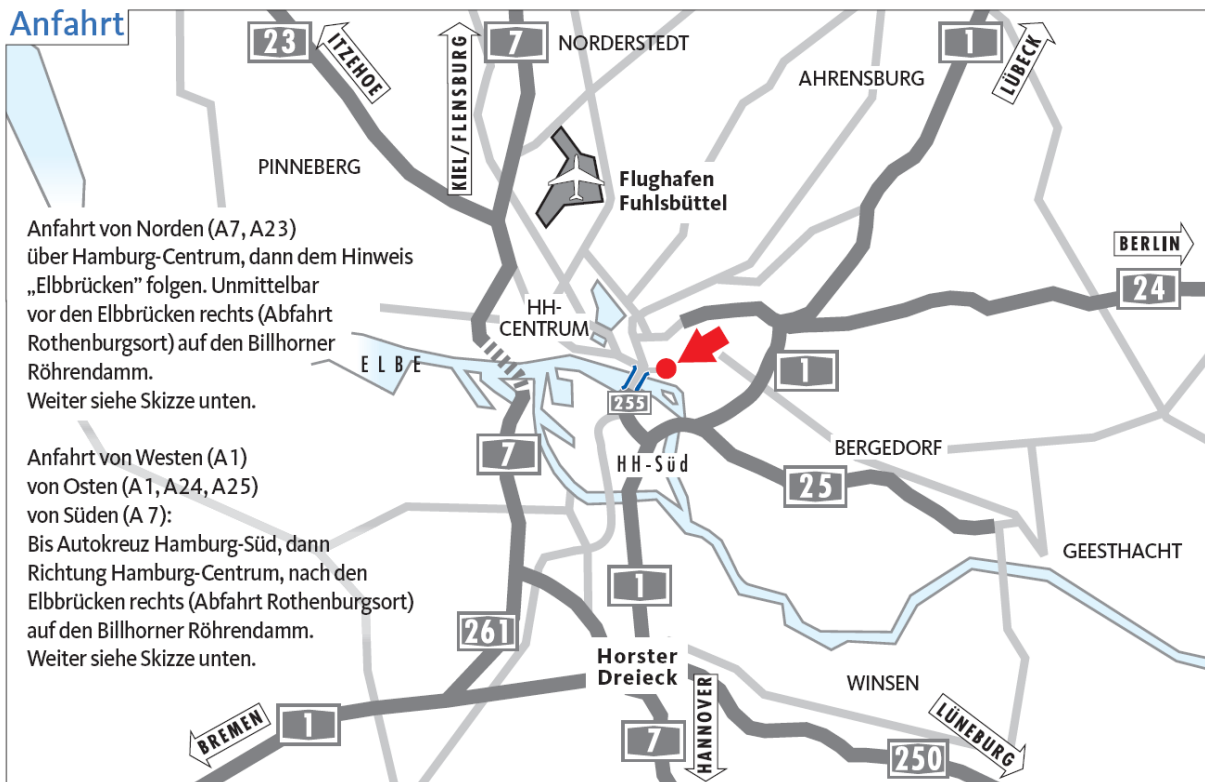 Anfahrt
23
ITZEHOE
KIEL/FLENSBURG
7
NORDERSTEDT
1
LÜBECK
AHRENSBURG
PINNEBERG
Flughafen
Fuhlsbüttel
Anfahrt von Norden (A7, A23)
über Hamburg-Centrum, dann dem Hinweis
„Elbbrücken” folgen. Unmittelbar
vor den Elbbrücken rechts (Abfahrt
Rothenburgsort) auf den Billhorner
Röhrendamm.
Weiter siehe Skizze unten.
BERLIN
24
HH-
CENTRUM
ELBE
1
255
Anfahrt von Westen (A1)
von Osten (A1, A24, A25)
von Süden (A 7):
Bis Autokreuz Hamburg-Süd, dann
Richtung Hamburg-Centrum, nach den
Elbbrücken rechts (Abfahrt Rothenburgsort)
auf den Billhorner Röhrendamm.
Weiter siehe Skizze unten.
7
HH-Süd
BERGEDORF
25
GEESTHACHT
1
261
Horster
Dreieck
WINSEN
BREMEN
1
7
HANNOVER
250
LÜNEBURG